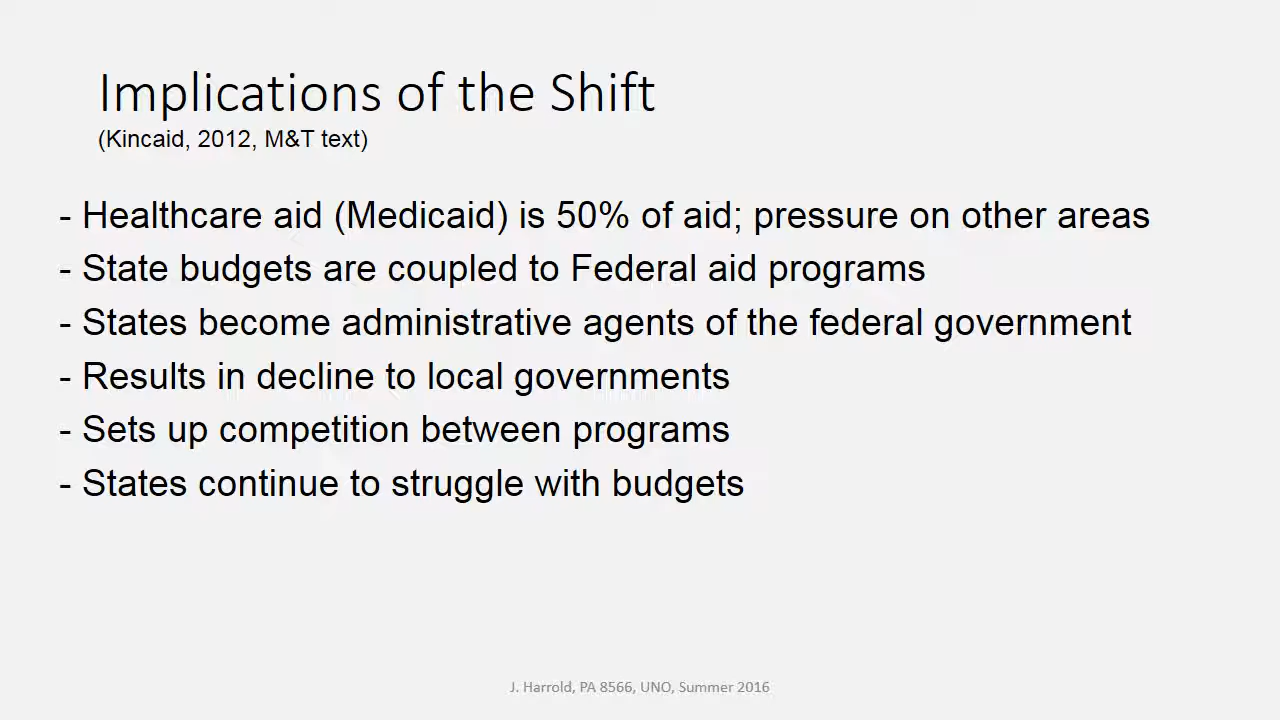 Implications of the Shift
(Kincaid, 2012, M&T text)
- Healthcare aid (Medicaid) is 50% of aid; pressure on other areas
- State budgets are coupled to Federal aid programs
- States become administrative agents of the federal government
- Results in decline to local governments
- Sets up competition between programs
- States continue to struggle with budgets
J. Harrold, PA 8566, UNO, Summer 2016